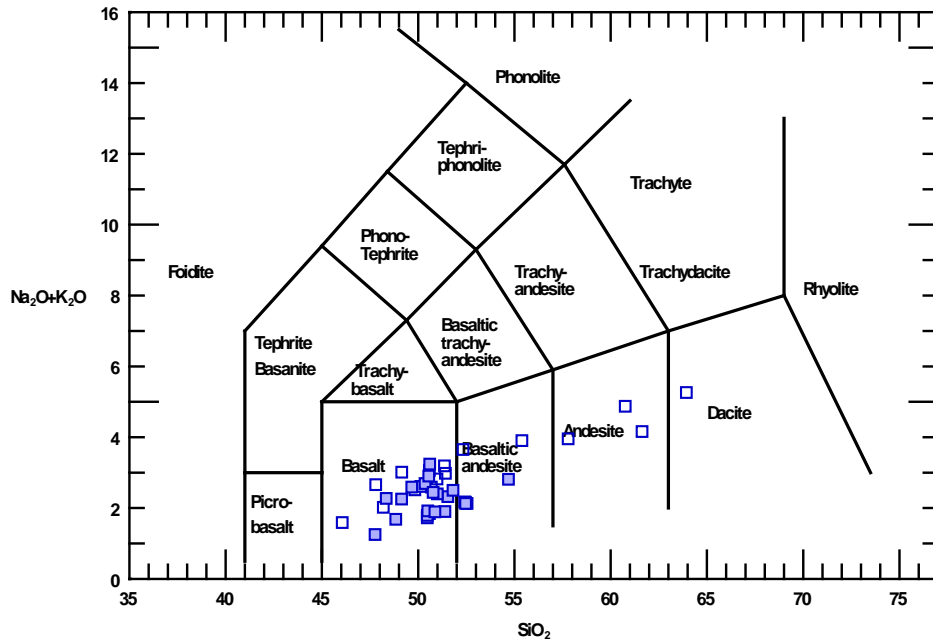 16
14
12
10
8
6
4
2
0
Na₂O+K₂O
35
40
45
50
55
60
65
70
75
SiO₂
Phonolite
Tephri-
phonolite
Trachyte
Phono-
Tephrite
Foidite
Trachy-
andesite
Trachydacite
Rhyolite
Tephrite
Basanite
Basaltic
trachy-
andesite
Trachy-
basalt
Basalt
Basaltic
andesite
Andesite
Dacite
Picro-
basalt